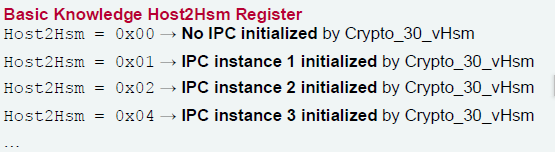 Basic Knowledge Host2Hsm Register
Host2Hsm = 0x00 → No IPC initialized by Crypto_30_vHsm
Host2Hsm = 0x01 → IPC instance 1 initialized by Crypto_30_vHsm
Host2Hsm = 0x02 → IPC instance 2 initialized by Crypto_30_vHsm
Host2Hsm = 0x04 → IPC instance 3 initialized by Crypto_30_vHsm
...